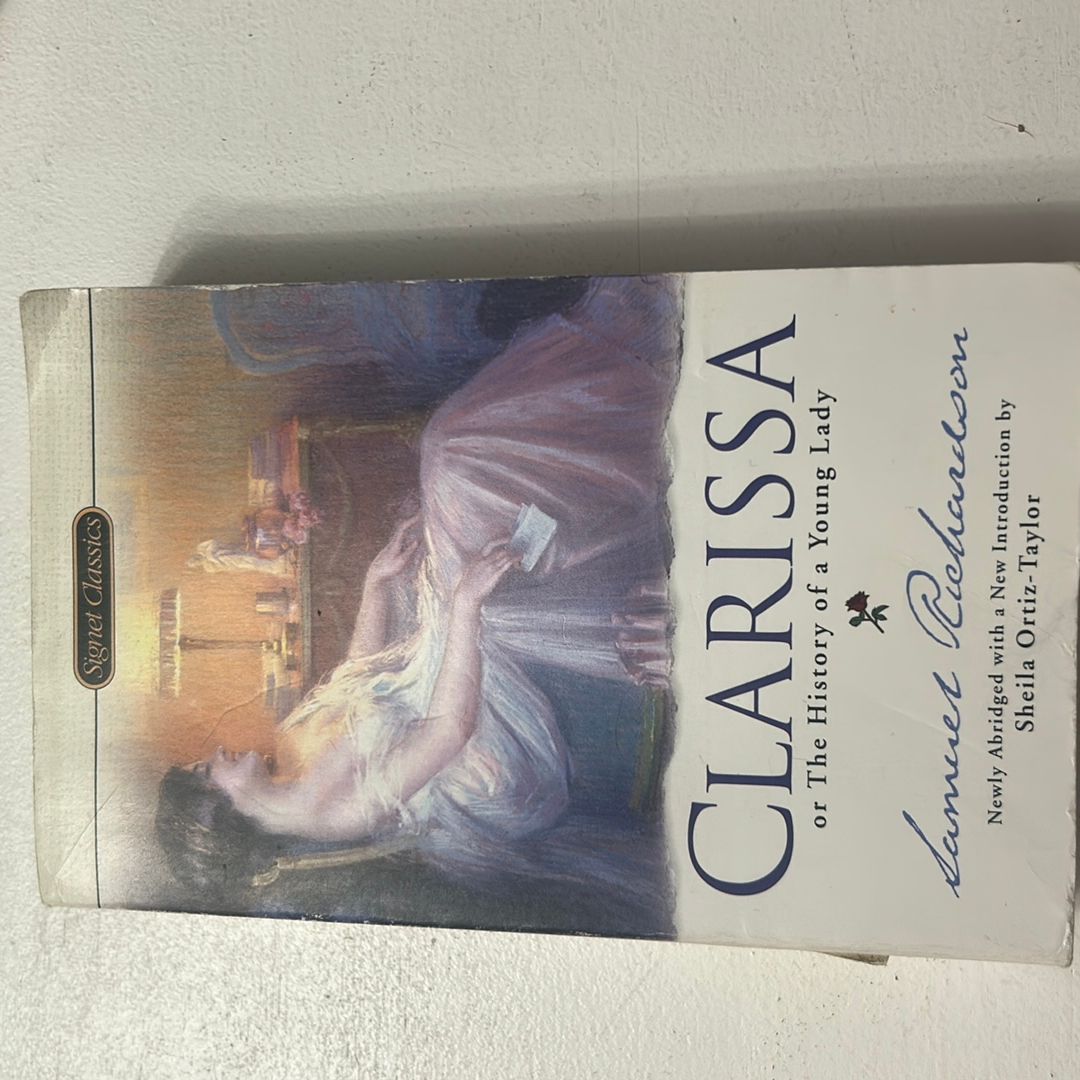 Signet Classics
CLARISSA
or The History of a Young Lady
Samuel Richardson
Newly Abridged with a New Introduction by
Sheila Ortiz-Taylor